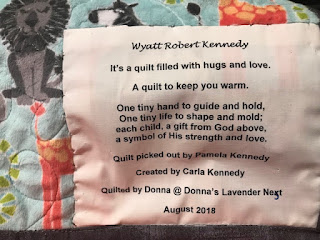 Wyatt Robert Kennedy
It's a quilt filled with hugs and love.
A quilt to keep you warm.
One tiny hand to guide and hold,
One tiny life to shape and mold;
each child, a gift from God above,
a symbol of His strength and love.
Quilt picked out by Pamela Kennedy
Created by Carla Kennedy
Quilted by Donna @ Donna's Lavender Nest
August 2018